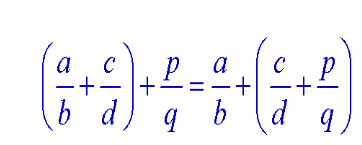 (a/b + c/d) + p/q = a/b + (c/d + p/q)